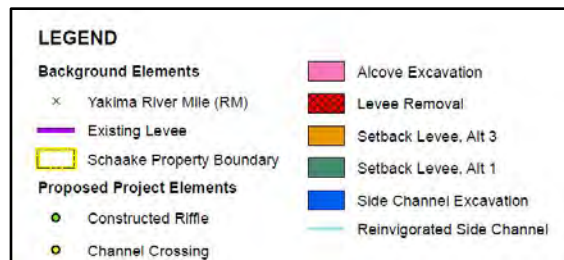 LEGEND
Background Elements
Yakima River Mile (RM)
Existing Levee
Schaake Property Boundary
Proposed Project Elements
Constructed Riffle
Channel Crossing
Alcove Excavation
Levee Removal
Setback Levee, Alt 3
Setback Levee, Alt 1
Side Channel Excavation
Reinvigorated Side Channel